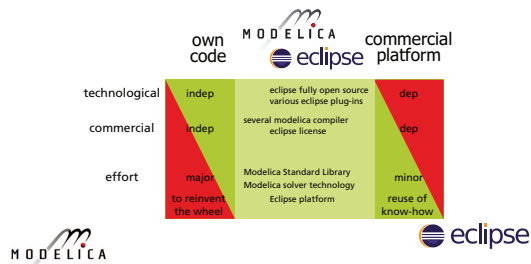 MODELICA
own
code
eclipse
commercial
platform
technological
indep
eclipse fully open source
various eclipse plug-ins
dep
commercial
indep
several modelica compiler
eclipse license
dep
effort
major
to reinvent
the wheel
Modelica Standard Library
Modelica solver technology
Eclipse platform
minor
reuse of
know-how
MODELICA
eclipse